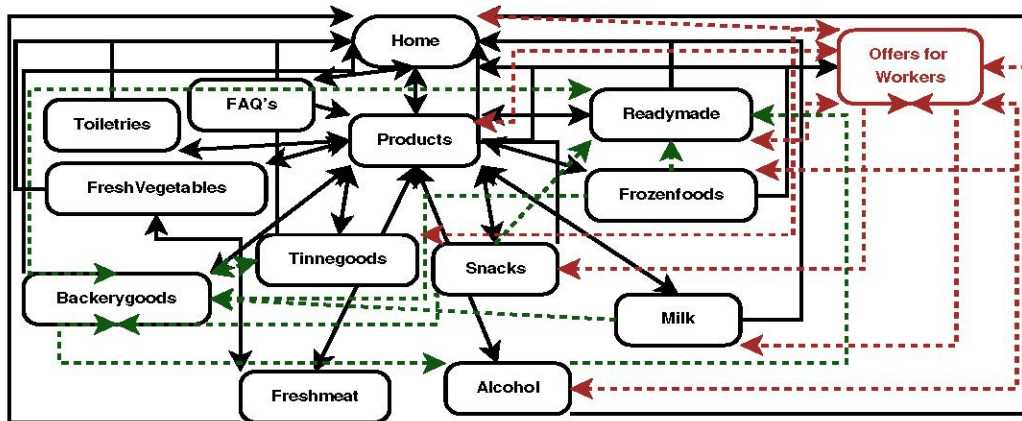 Home
Offers for
Workers
FAQ's
Readymade
Toiletries
Products
FreshVegetables
Frozenfoods
Tinnegoods
Snacks
Backerygoods
Milk
Freshmeat
Alcohol